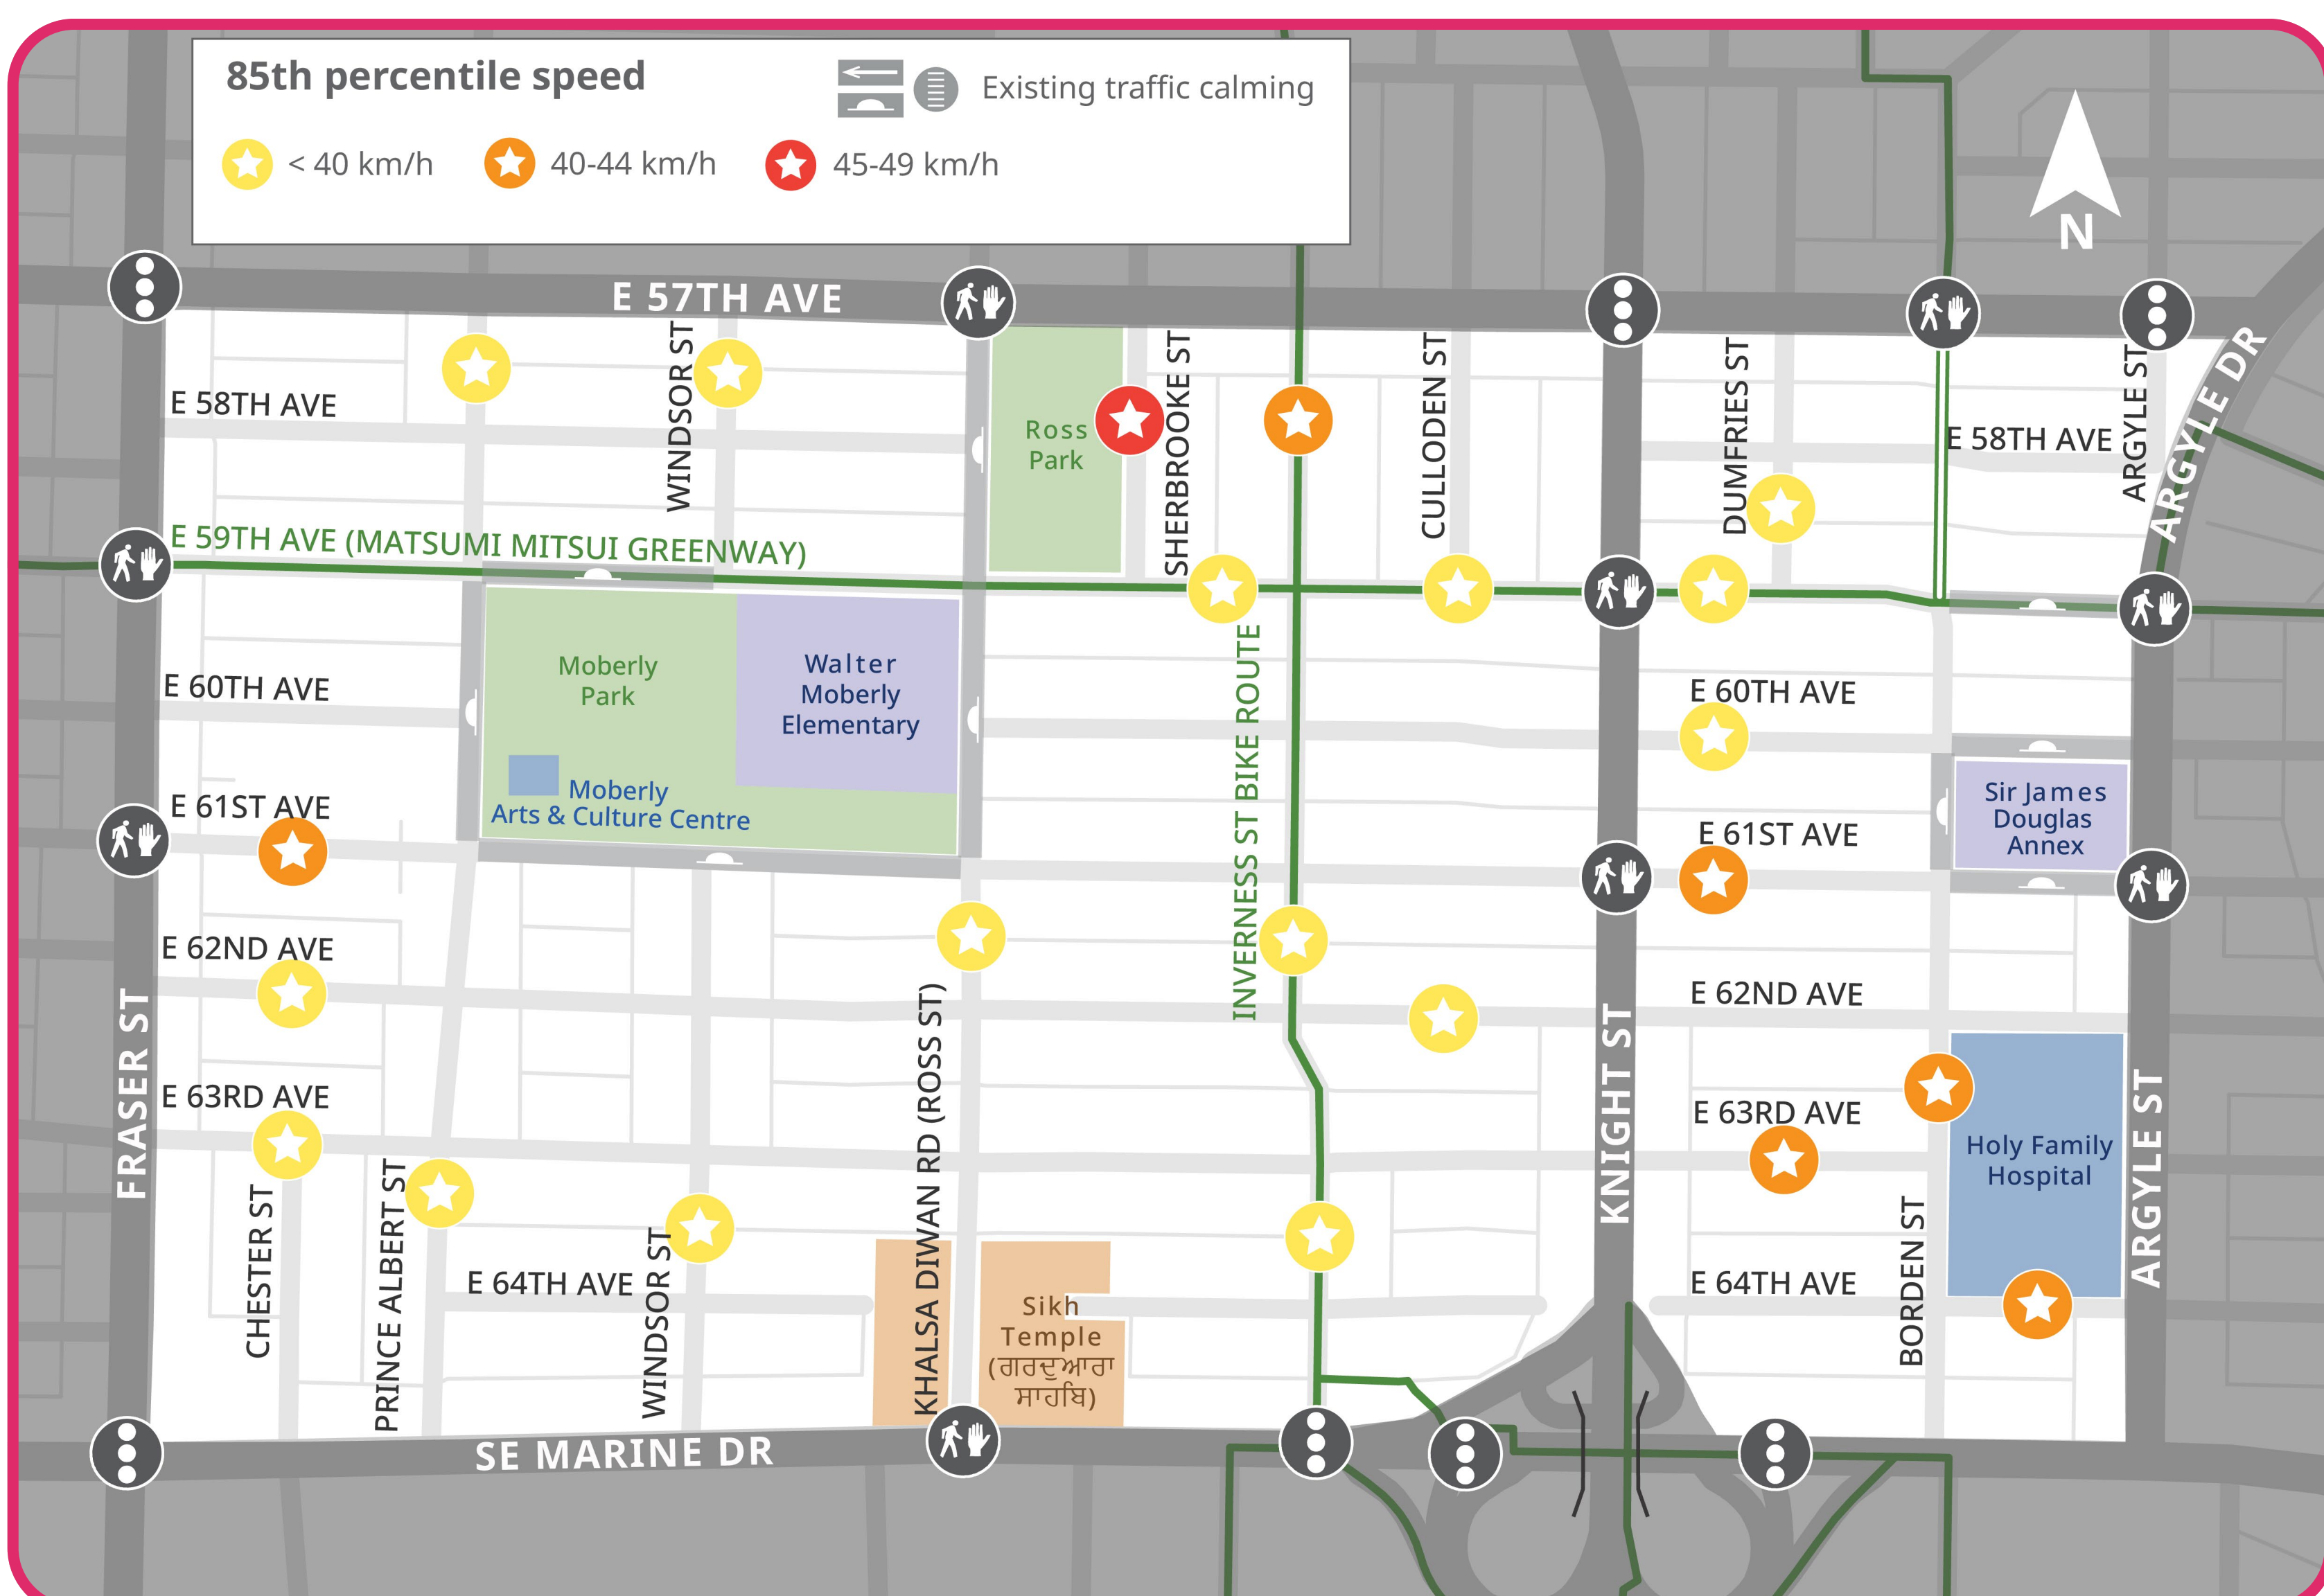 85th percentile speed
Existing traffic calming
< 40 km/h
40-44 km/h
45-49 km/h
N
E 57TH AVE
WINDSOR ST
SHERBROOKE ST
CULLODEN ST
DUMFRIES ST
ARGYLE ST
ARGYLE DR
E 58TH AVE
Ross
Park
E 58TH AVE
E 59TH AVE (MATSUMI MITSUI GREENWAY)
E 60TH AVE
Moberly
Park
Walter
Moberly
Elementary
INVERNESS ST BIKE ROUTE
E 60TH AVE
E 61ST AVE
Moberly
Arts & Culture Centre
E 61ST AVE
Sir James
Douglas
Annex
E 62ND AVE
E 62ND AVE
FRASER ST
KHALSA DIWAN RD (ROSS ST)
KNIGHT ST
E 63RD AVE
E 63RD AVE
Holy Family
Hospital
ARGYLE ST
CHESTER ST
PRINCE ALBERT ST
E 64TH AVE
WINDSOR ST
Sikh
Temple
(ਗਰਦੁਆਰਾ
ਸਾਹਬਿ)
E 64TH AVE
BORDEN ST
SE MARINE DR